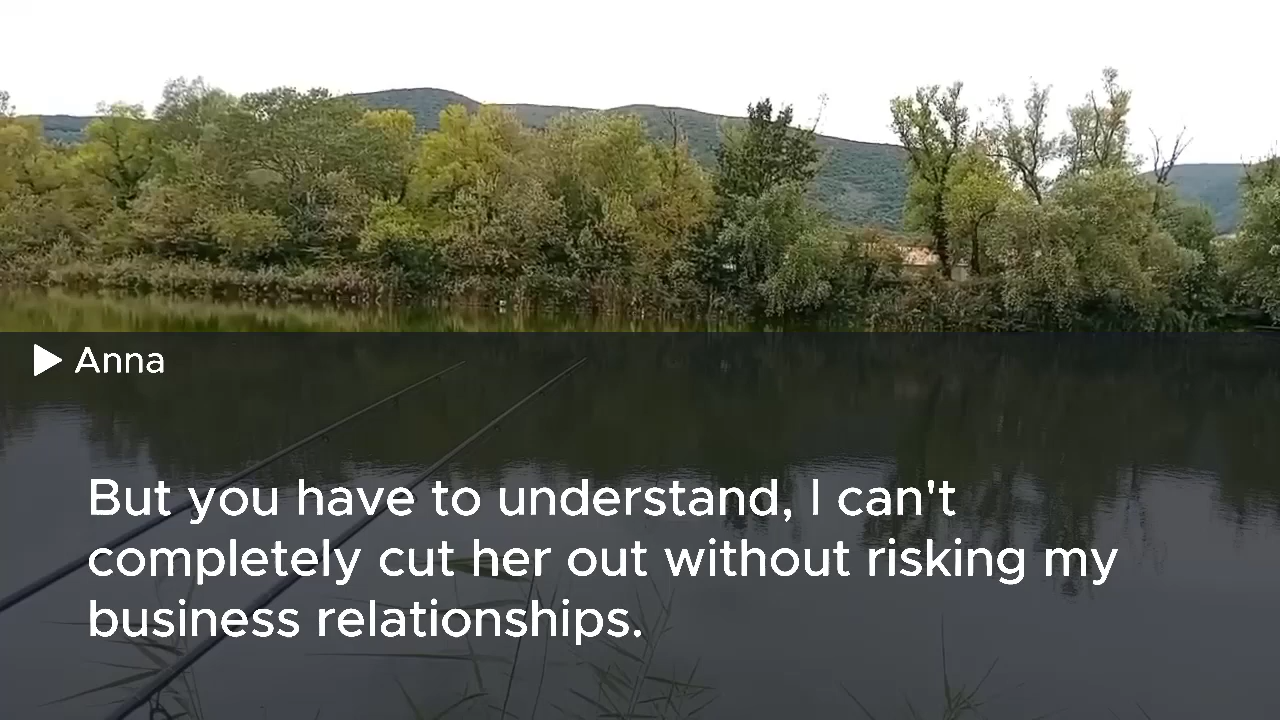 Anna
But you have to understand, I can't
completely cut her out without risking my
business relationships.